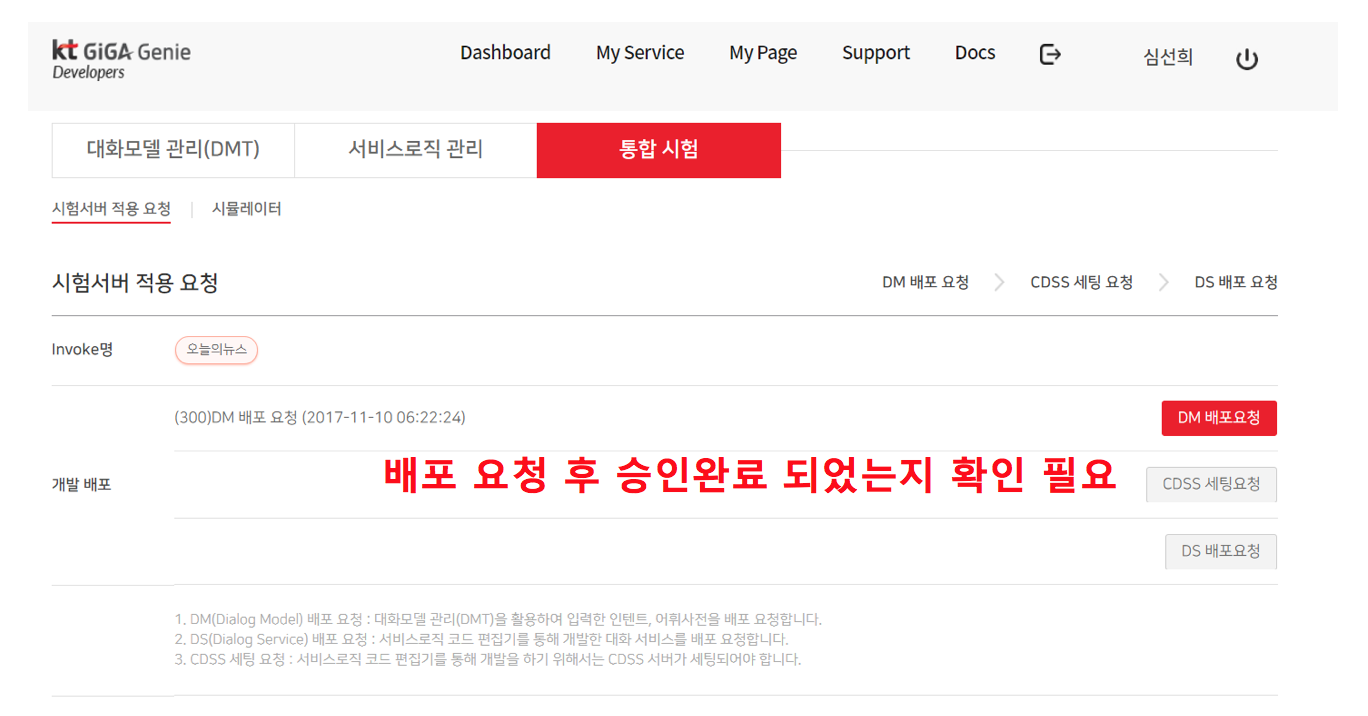 kt GiGA Genie
Developers
Dashboard My Service My Page Support Docs 심선희
대화모델 관리(DMT) 서비스로직 관리 통합 시험
시험서버 적용 요청 | 시뮬레이터
시험서버 적용 요청 DM 배포 요청 > CDSS 세팅 요청 > DS 배포 요청
Invoke명 오늘의뉴스
(300)DM 배포 요청 (2017-11-10 06:22:24) DM 배포요청
개발 배포 배포 요청 후 승인완료 되었는지 확인 필요 CDSS 세팅요청
DS 배포요청
1. DM(Dialog Model) 배포 요청 : 대화모델 관리(DMT)을 활용하여 입력한 인텐트, 어휘사전을 배포 요청합니다.
2. DS(Dialog Service) 배포 요청 : 서비스로직 코드 편집기를 통해 개발한 대화 서비스를 배포 요청합니다.
3. CDSS 세팅 요청 : 서비스로직 코드 편집기를 통해 개발을 하기 위해서는 CDSS 서버가 세팅되어야 합니다.